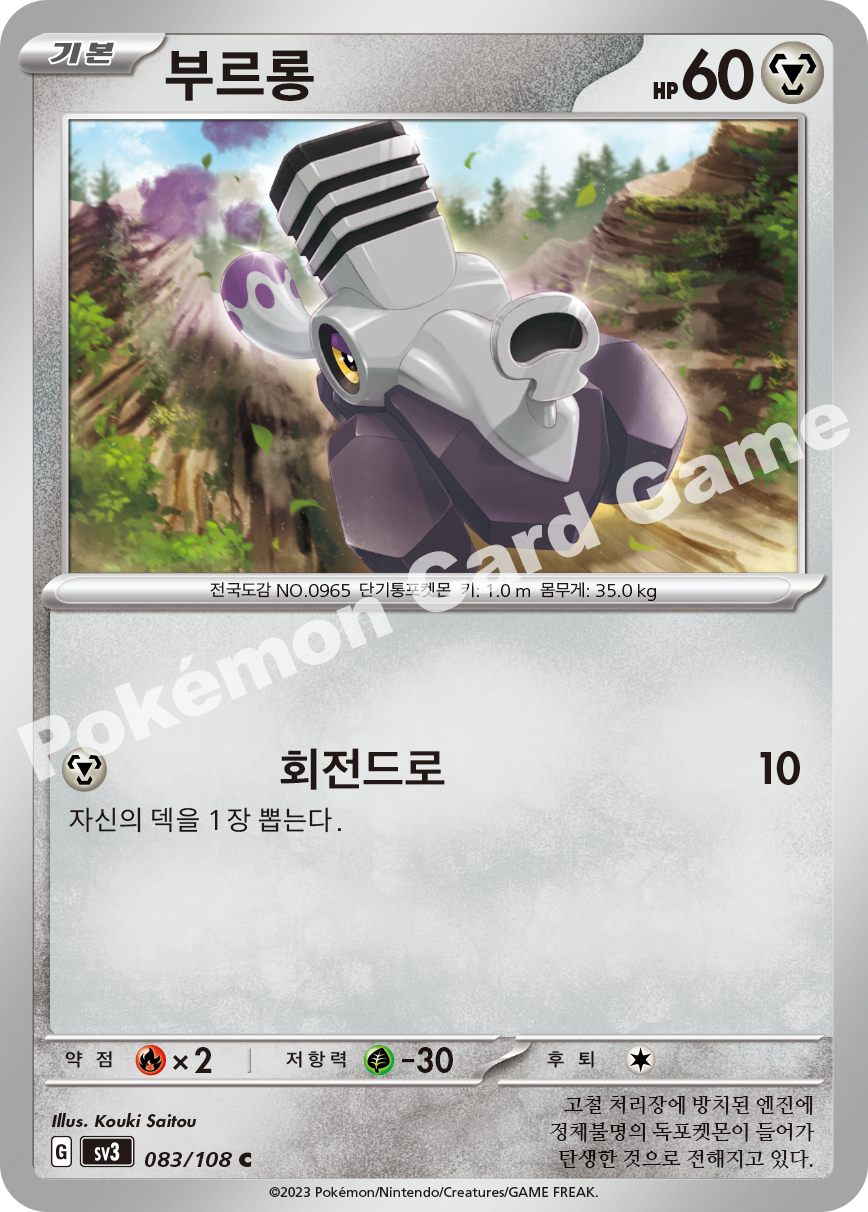 기본 부르롱 HP 60
전국도감 NO.0965 단기통포켓몬 키: 1.0 m 몸무게: 35.0 kg
Pokémon Card Game
회전드로 10
자신의 덱을 1장 뽑는다.
약점 ×2 저항력 -30 후퇴
Illus. Kouki Saitou
G sv3 083/108 C
고철 처리장에 방치된 엔진에
정체불명의 독포켓몬이 들어가
탄생한 것으로 전해지고 있다.
©2023 Pokémon/Nintendo/Creatures/GAME FREAK.